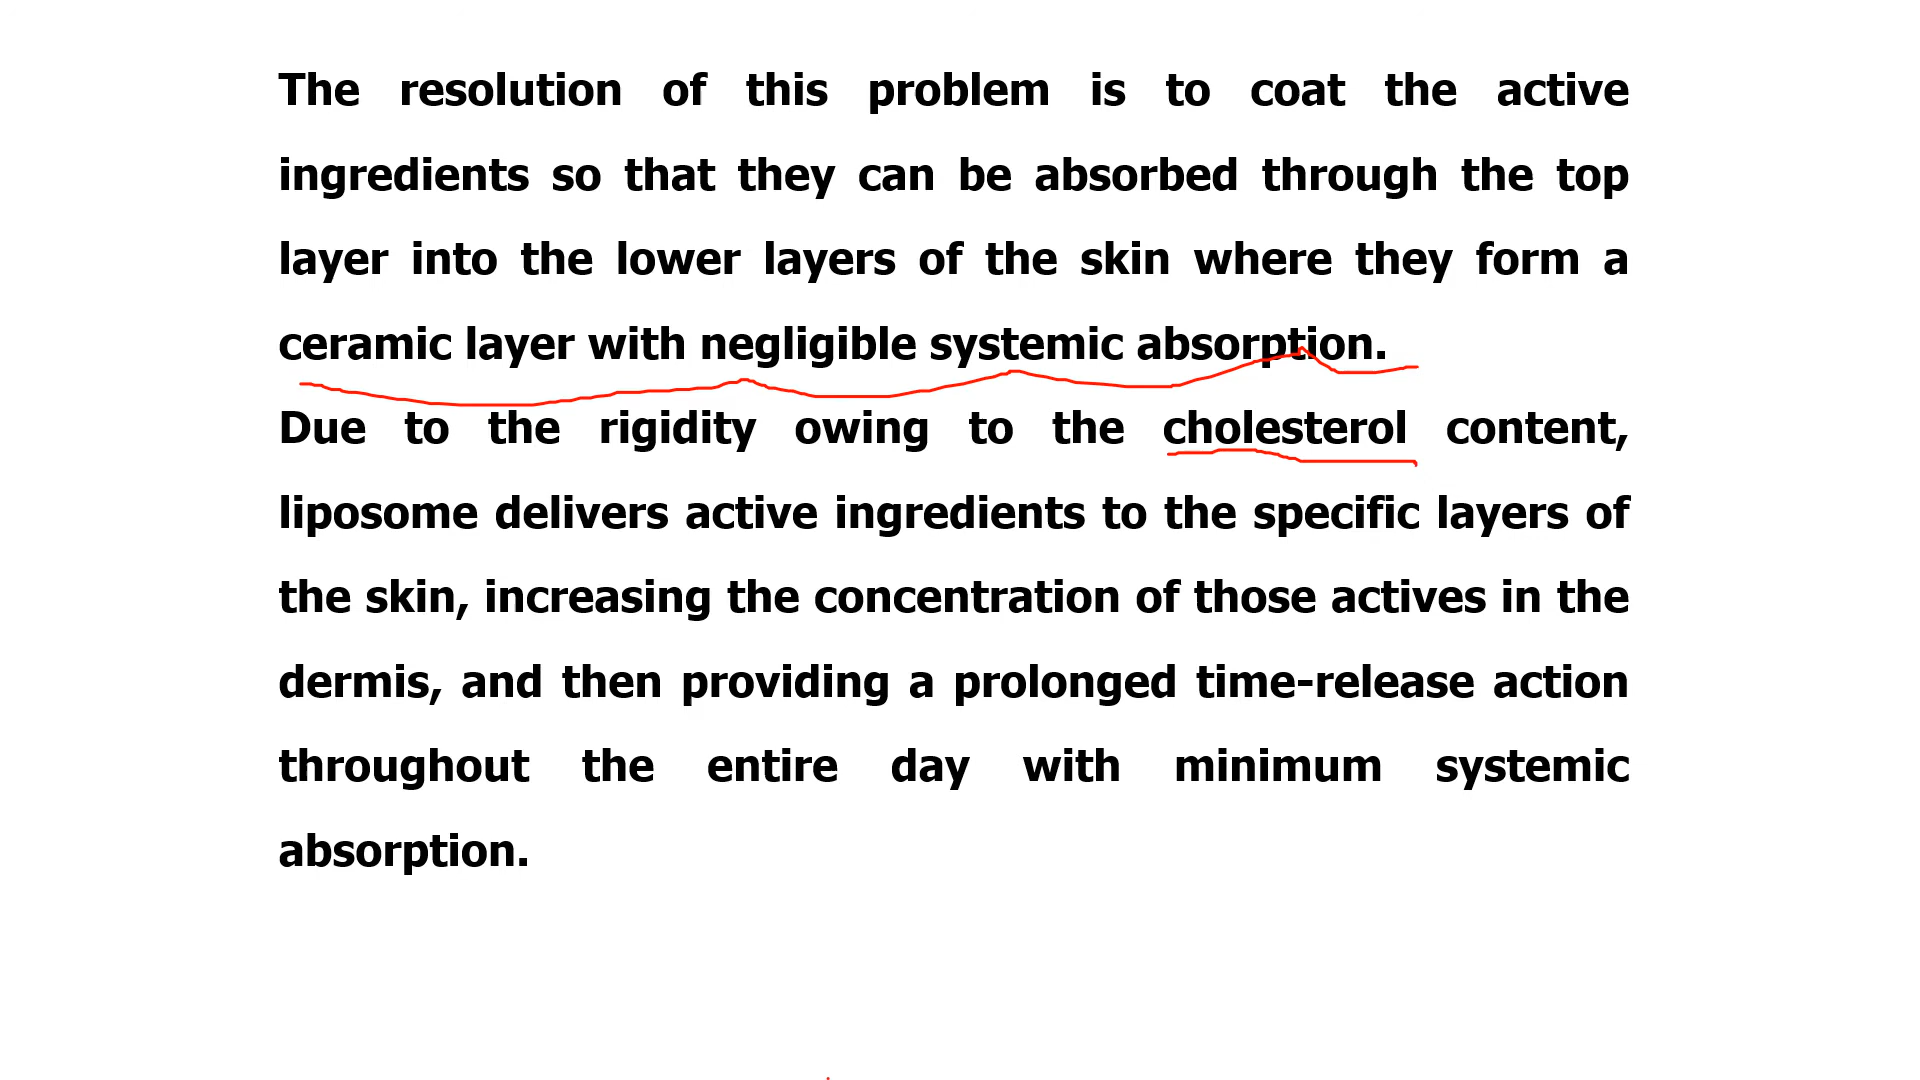 The resolution of this problem is to coat the active
ingredients so that they can be absorbed through the top
layer into the lower layers of the skin where they form a
ceramic layer with negligible systemic absorption.
Due to the rigidity owing to the cholesterol content,
liposome delivers active ingredients to the specific layers of
the skin, increasing the concentration of those actives in the
dermis, and then providing a prolonged time-release action
throughout the entire day with minimum systemic
absorption.